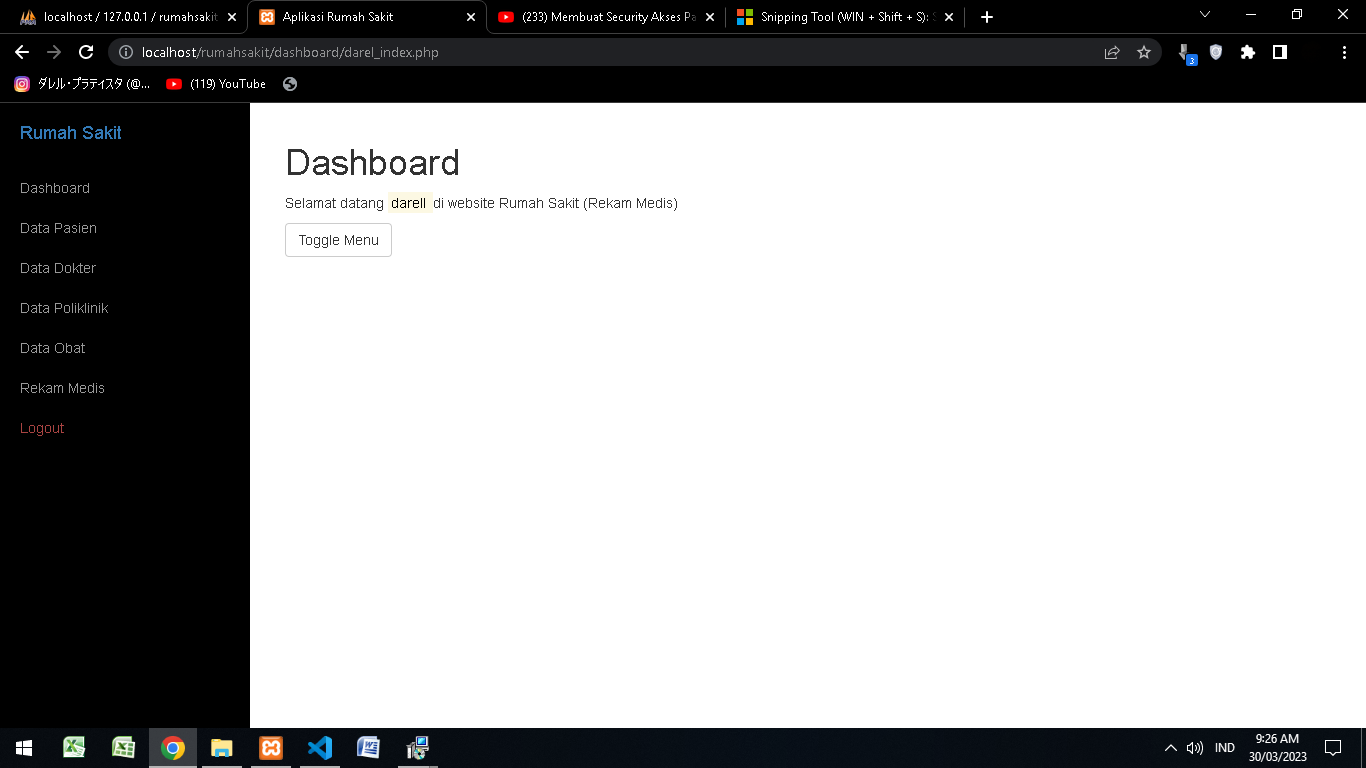 localhost / 127.0.0.1 / rumahsakit
Aplikasi Rumah Sakit
(233) Membuat Security Akses Pa
Snipping Tool (WIN + Shift + S):
localhost/rumahsakit/dashboard/darel_index.php
3
ダレル・プラティスタ (@...
(119) YouTube
Rumah Sakit
Dashboard
Data Pasien
Data Dokter
Data Poliklinik
Data Obat
Rekam Medis
Logout
Dashboard
Selamat datang darell di website Rumah Sakit (Rekam Medis)
Toggle Menu
IND
9:26 AM
30/03/2023